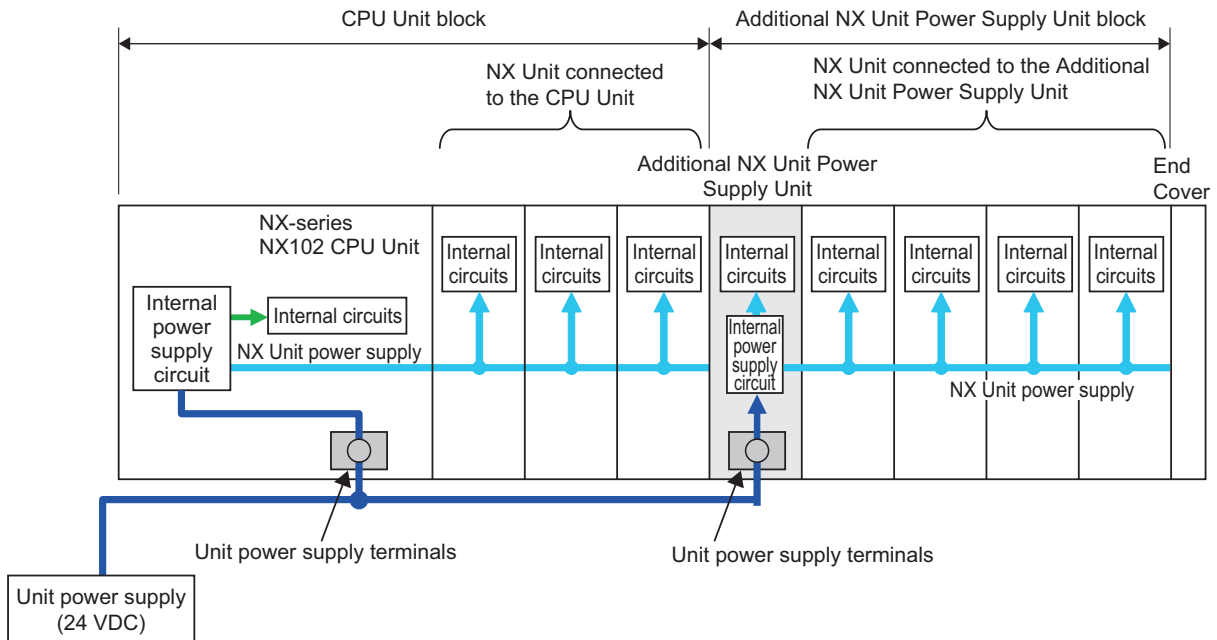 CPU Unit block
Additional NX Unit Power Supply Unit block
NX Unit connected
to the CPU Unit
NX Unit connected to the Additional
NX Unit Power Supply Unit
Additional NX Unit Power
Supply Unit
End
Cover
NX-series
NX102 CPU Unit
Internal
circuits
Internal
circuits
Internal
circuits
Internal
circuits
Internal
circuits
Internal
circuits
Internal
circuits
Internal
circuits
Internal
power
supply
circuit
Internal circuits
NX Unit power supply
Internal
power
supply
circuit
NX Unit power supply
Unit power supply terminals
Unit power supply terminals
Unit power supply
(24 VDC)